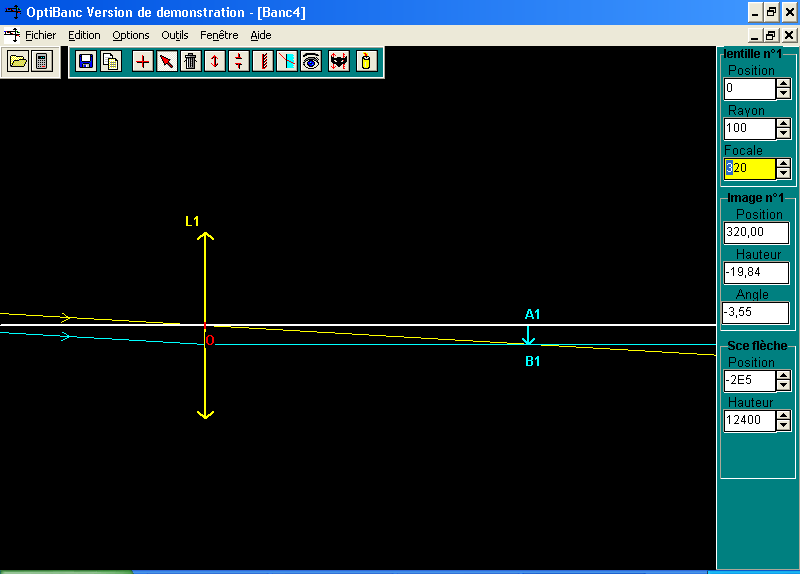 OptiBanc Version de demonstration - [Banc4]
Fichier Edition Options Outils Fenêtre Aide
lentille n°1
Position
0
Rayon
100
Focale
320
Image n°1
Position
320,00
Hauteur
-19,84
Angle
-3,55
Sce flèche
Position
-2E5
Hauteur
12400
L1
A1
O
B1